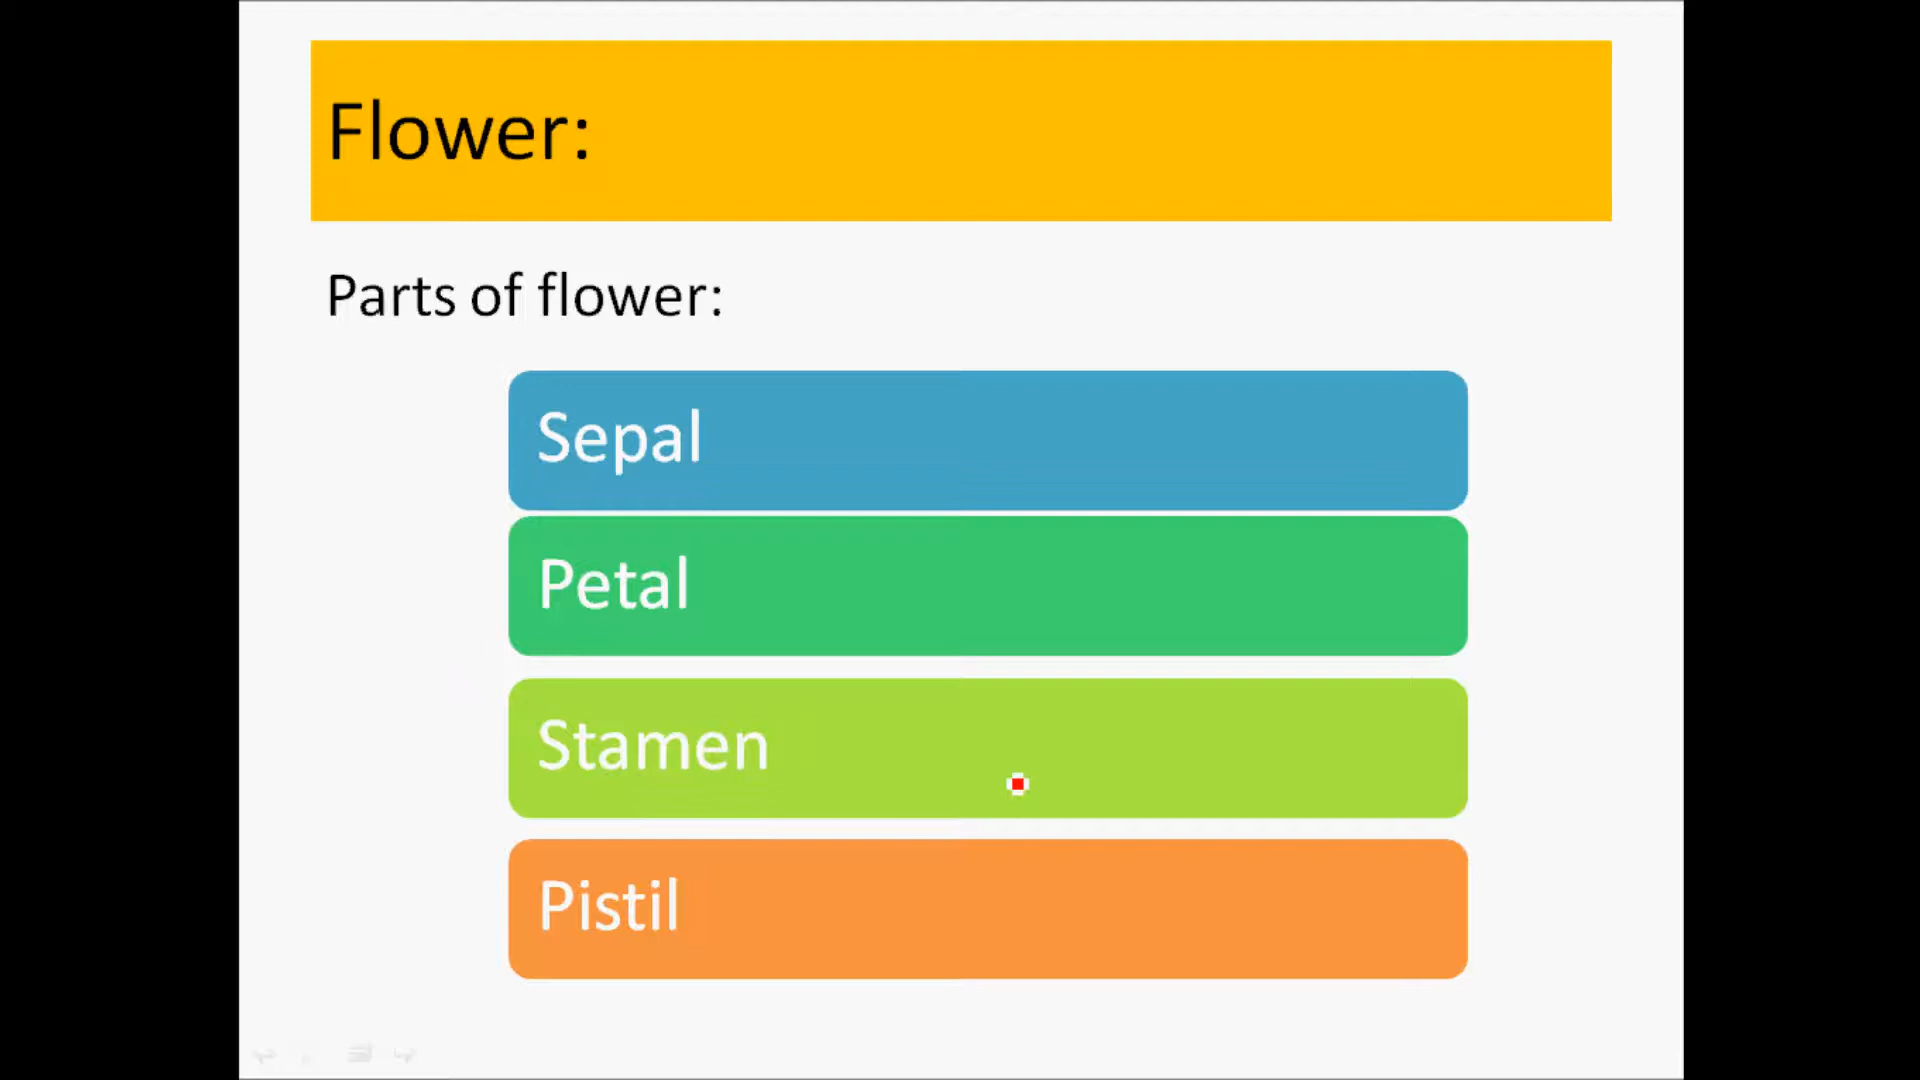 Flower:
Parts of flower:
Sepal
Petal
Stamen
Pistil